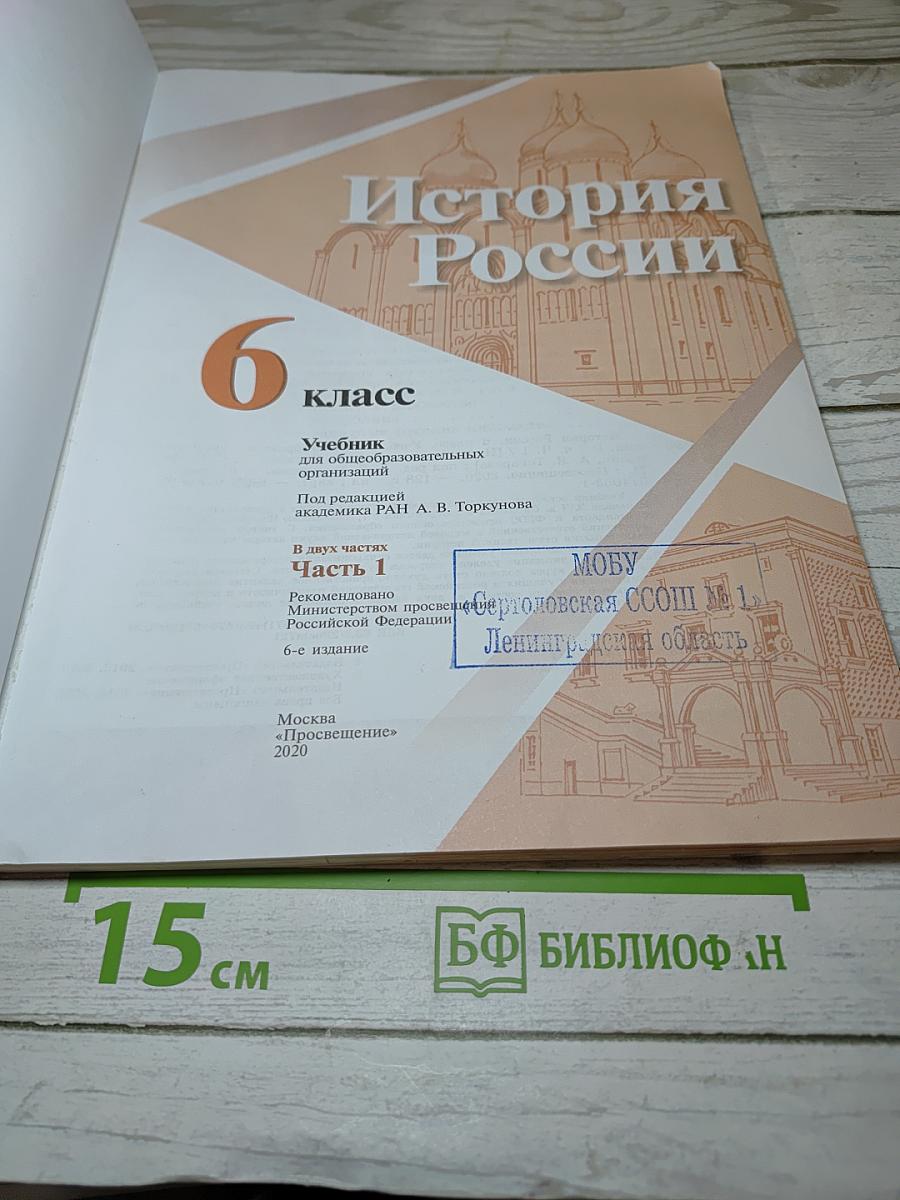 История
России
6 класс
Учебник
для общеобразовательных
организаций
Под редакцией
академика РАН А. В. Торкунова
В двух частях
Часть 1
Рекомендовано
Министерством просвещения
Российской Федерации
6-е издание
МОБУ
«Сертоловская ССОШ № 1»
Ленинградская область
Москва
«Просвещение»
2020
15 см
БФ БИБЛИОФ АН